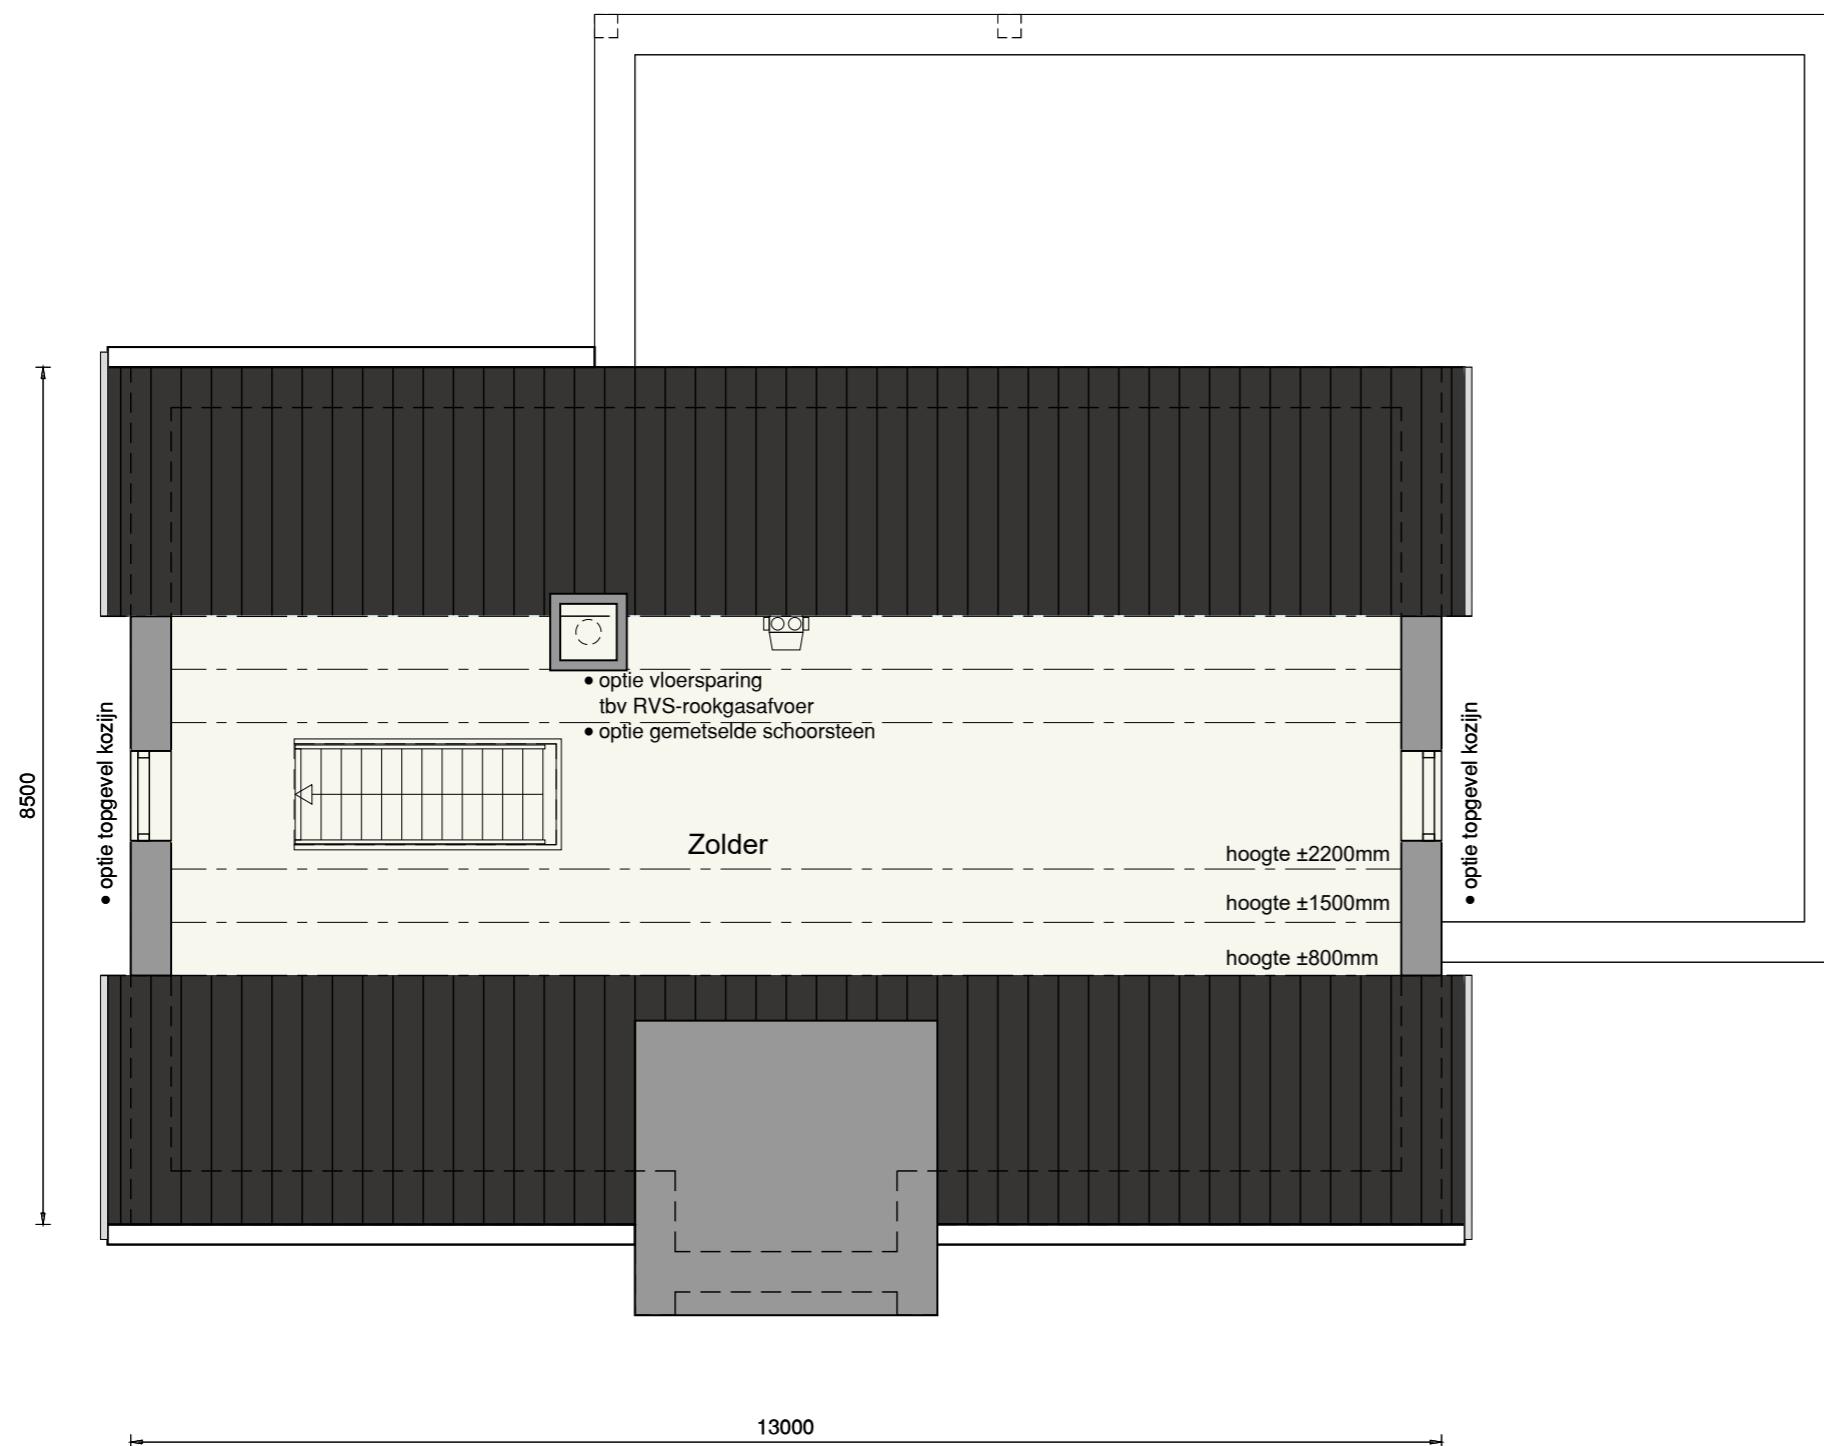 • optie vloersparing
tbv RVS-rookgasafvoer
• optie gemetselde schoorsteen
• optie topgevel kozijn
• optie topgevel kozijn
8500
Zolder
hoogte ±2200mm
hoogte ±1500mm
hoogte ±800mm
13000